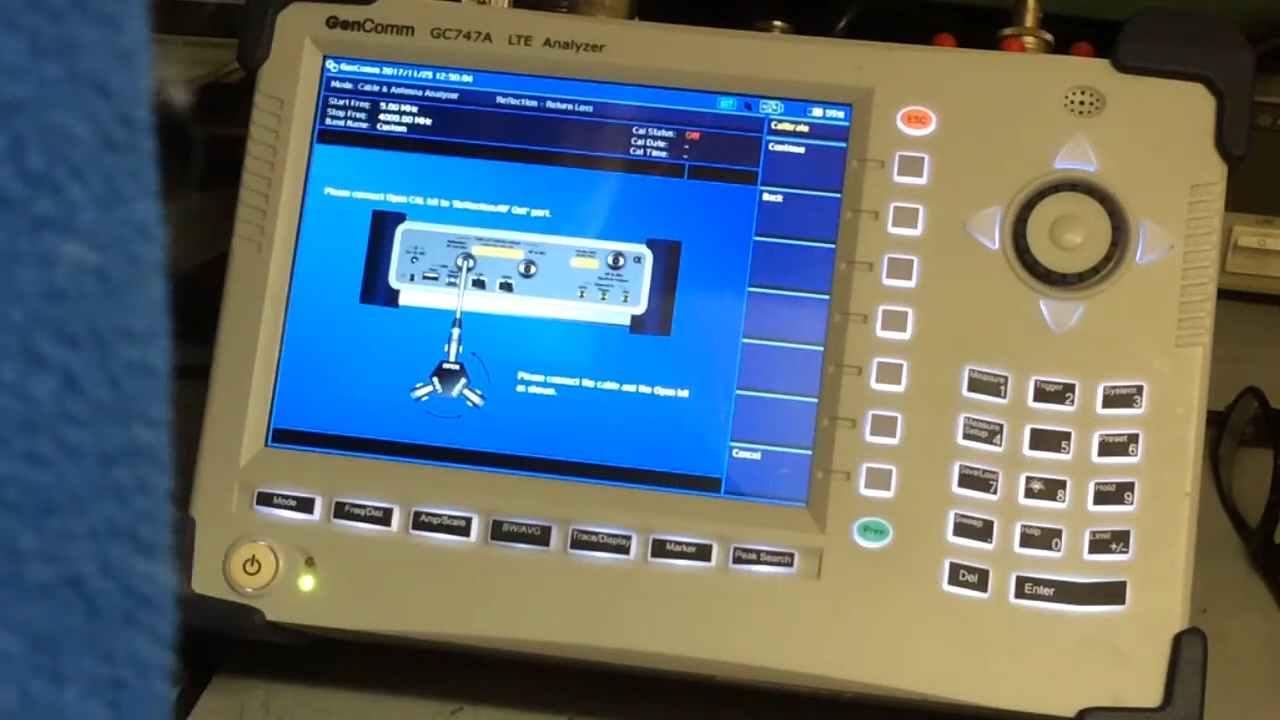 GenComm GC747A LTE Analyzer
GenComm 2017/11/25 12:50:04
Mode: Cable & Antenna Analyzer
Reflection - Return Loss
Start Freq: 5.00 MHz
Stop Freq: 4000.00 MHz
Band Name: Custom
Cal Status: Off
Cal Date: -
Cal Time: -
Calibrate
Continue
Back
Cancel
Please connect Open CAL kit to 'Reflection/RF Out' port.
OPEN
Please connect the cable and the Open kit
as shown.
ESC
Prev
Mode
Freq/Dist
Amp/Scale
BW/AVG
Trace/Display
Marker
Peak Search
Measure 1
Trigger 2
System 3
Measure Setup 4
5
Preset 6
Save/Load 7
8
Hold 9
Sweep .
Help 0
Limit +/-
Del
Enter